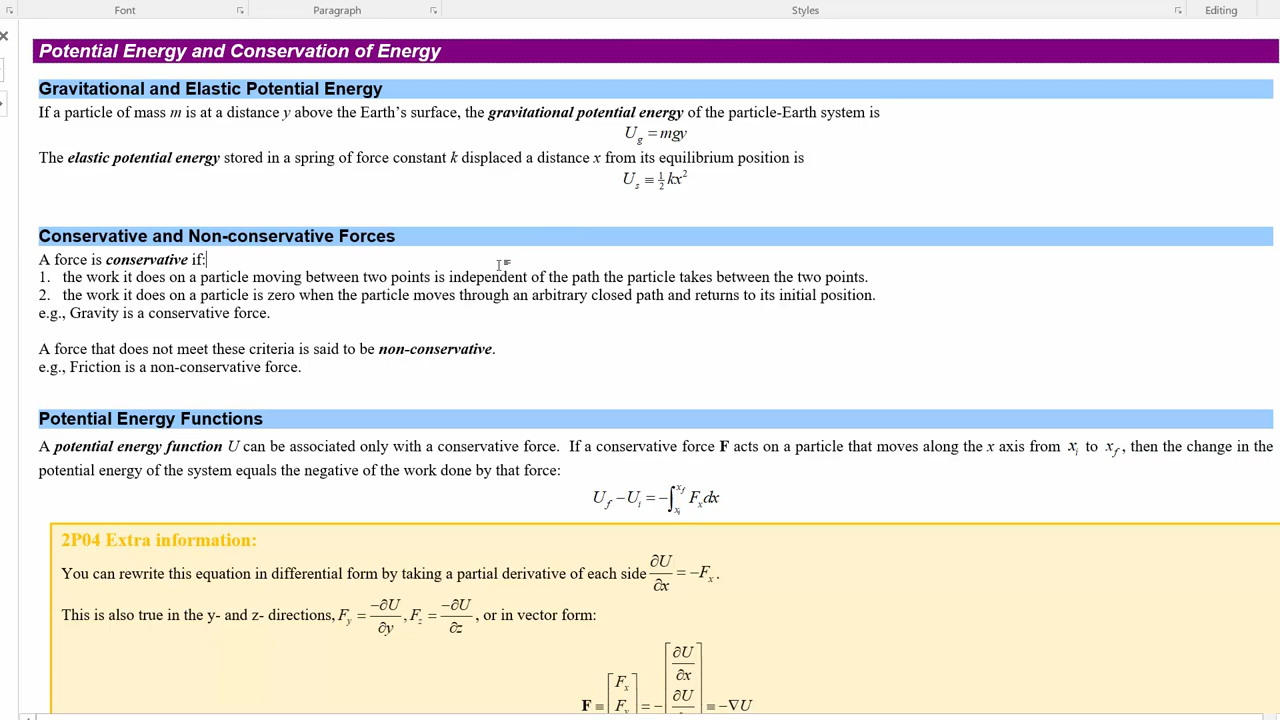 Font Paragraph Styles Editing
Potential Energy and Conservation of Energy
Gravitational and Elastic Potential Energy
If a particle of mass m is at a distance y above the Earth’s surface, the gravitational potential energy of the particle-Earth system is
U_g = mgy
The elastic potential energy stored in a spring of force constant k displaced a distance x from its equilibrium position is
U_s ≡ ½ kx²
Conservative and Non-conservative Forces
A force is conservative if:
1. the work it does on a particle moving between two points is independent of the path the particle takes between the two points.
2. the work it does on a particle is zero when the particle moves through an arbitrary closed path and returns to its initial position.
e.g., Gravity is a conservative force.
A force that does not meet these criteria is said to be non-conservative.
e.g., Friction is a non-conservative force.
Potential Energy Functions
A potential energy function U can be associated only with a conservative force. If a conservative force F acts on a particle that moves along the x axis from x_i to x_f, then the change in the
potential energy of the system equals the negative of the work done by that force:
U_f − U_i = −∫_{x_i}^{x_f} F_x dx
2P04 Extra information:
You can rewrite this equation in differential form by taking a partial derivative of each side ∂U/∂x = −F_x.
This is also true in the y- and z- directions, F_y = −∂U/∂y, F_z = −∂U/∂z, or in vector form:
F ≡ [F_x F_y = − [∂U/∂x ∂U ≡ −∇U